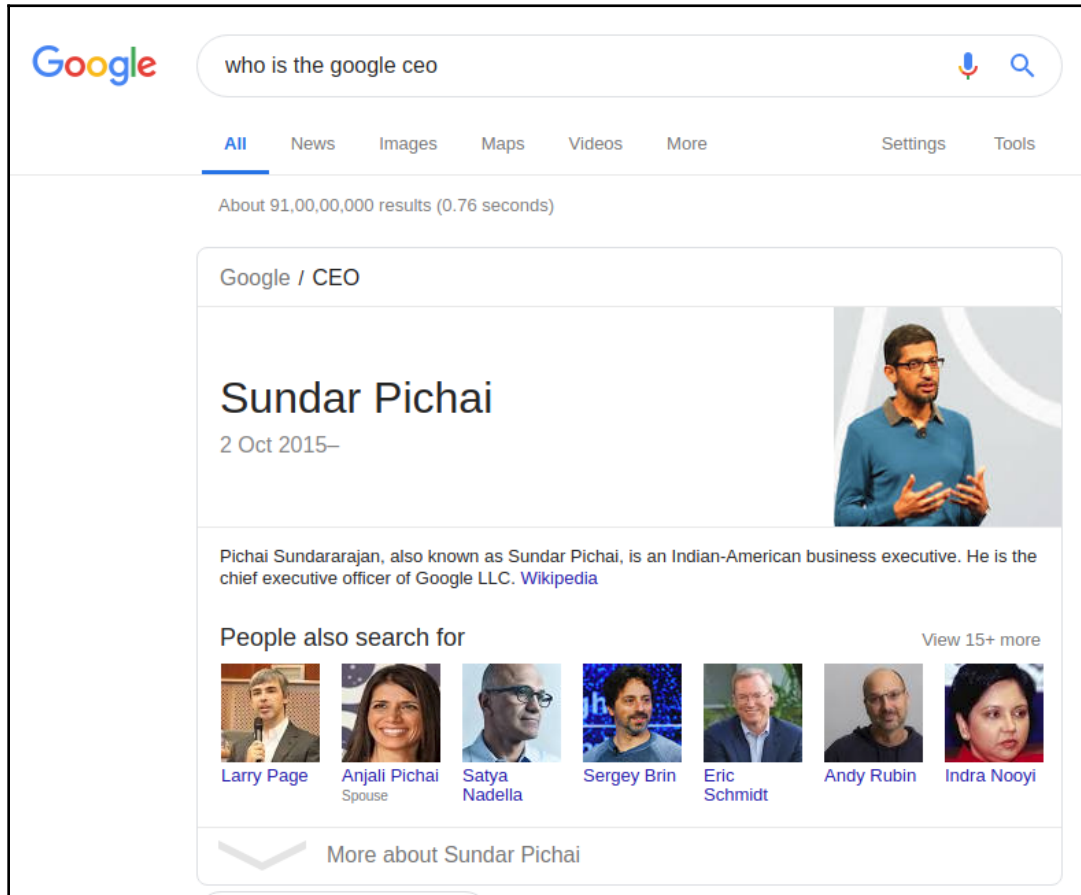 Google
who is the google ceo
All News Images Maps Videos More Settings Tools
About 91,00,00,000 results (0.76 seconds)
Google / CEO
Sundar Pichai
2 Oct 2015–
Pichai Sundararajan, also known as Sundar Pichai, is an Indian-American business executive. He is the
chief executive officer of Google LLC. Wikipedia
People also search for
View 15+ more
Larry Page
Anjali Pichai
Spouse
Satya
Nadella
Sergey Brin
Eric
Schmidt
Andy Rubin
Indra Nooyi
More about Sundar Pichai